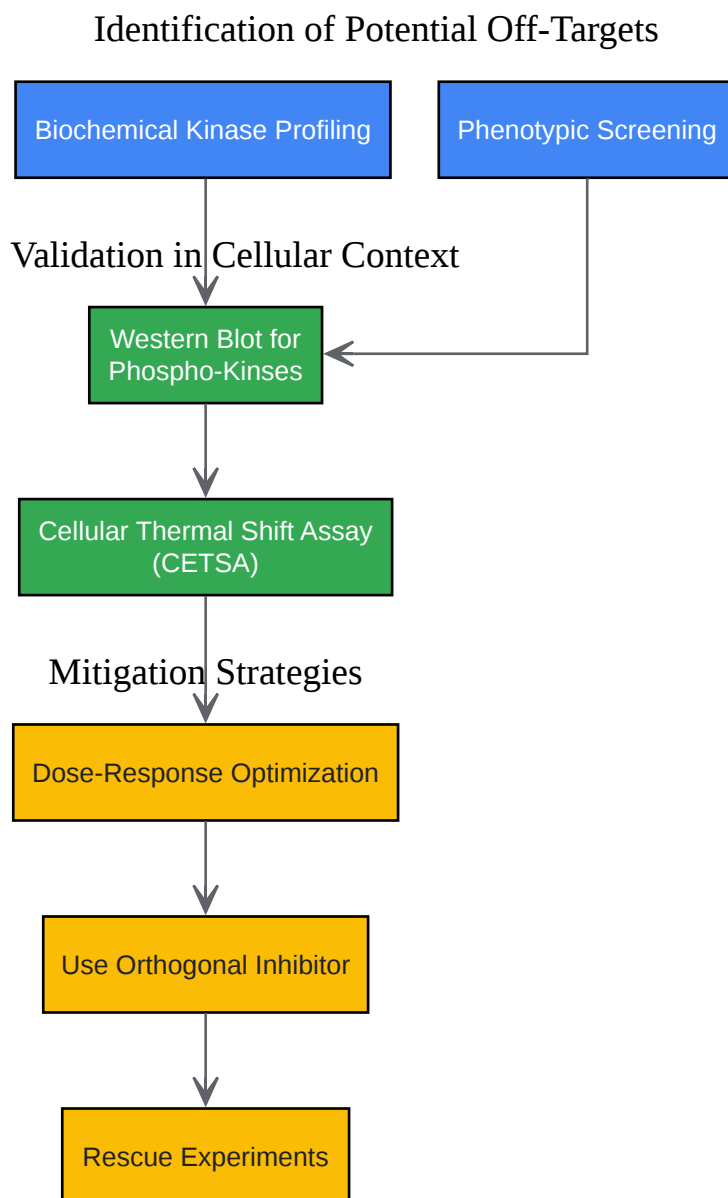 Identification of Potential Off-Targets
Biochemical Kinase Profiling
Phenotypic Screening
Validation in Cellular Context
Western Blot for
Phospho-Kinses
Cellular Thermal Shift Assay
(CETSA)
Mitigation Strategies
Dose-Response Optimization
Use Orthogonal Inhibitor
Rescue Experiments